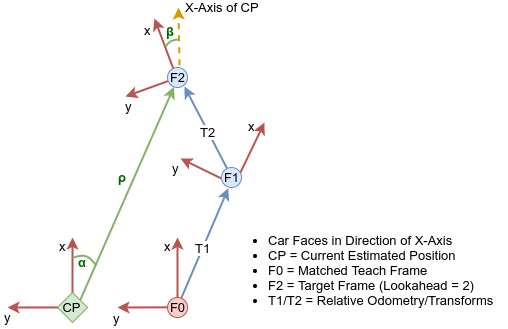 X-Axis of CP
x
β
F2
y
T2
x
ρ
y
F1
x
α
x
T1
y
CP
y
F0
• Car Faces in Direction of X-Axis
• CP = Current Estimated Position
• F0 = Matched Teach Frame
• F2 = Target Frame (Lookahead = 2)
• T1/T2 = Relative Odometry/Transforms